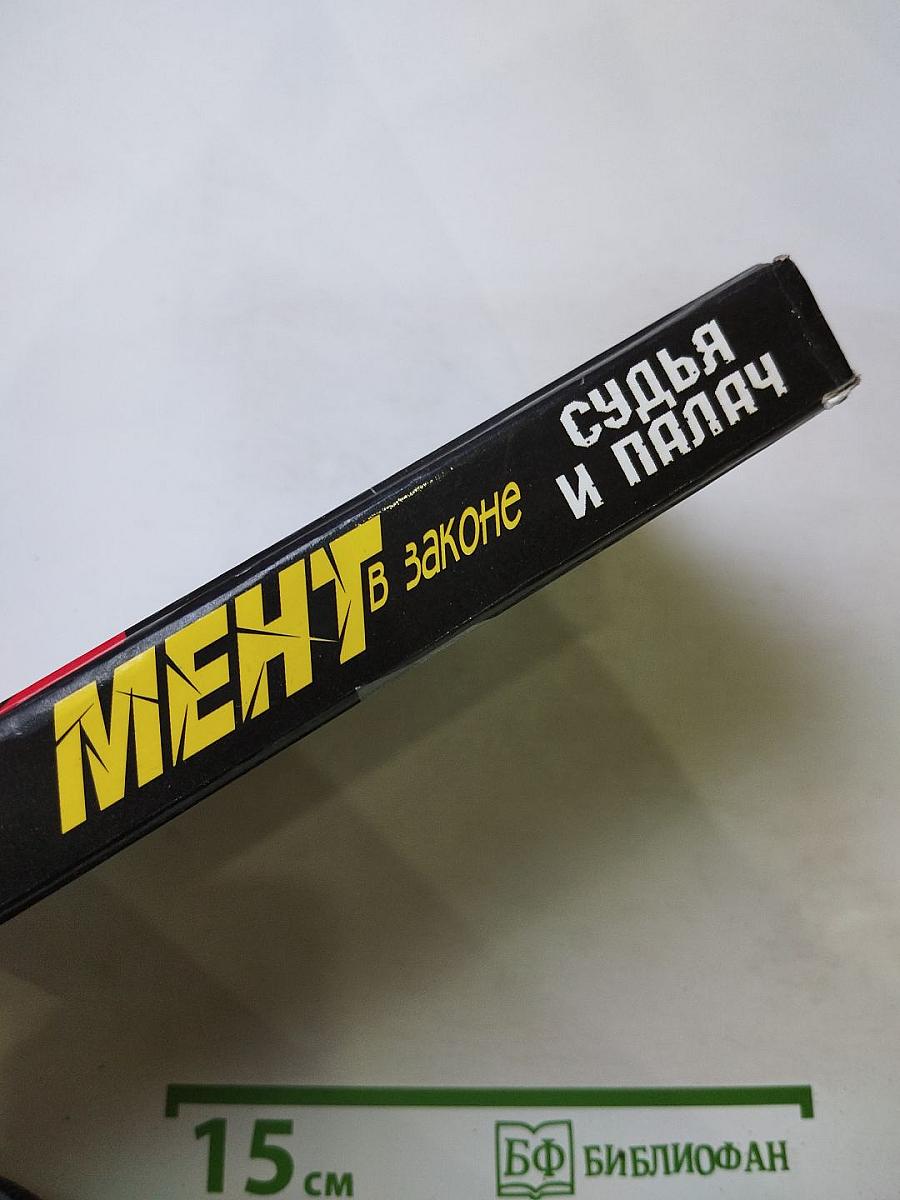 МЕНТ в законе
СУДЬЯ
И ПАЛАЧ
15 см
БФ БИБЛИОФАН